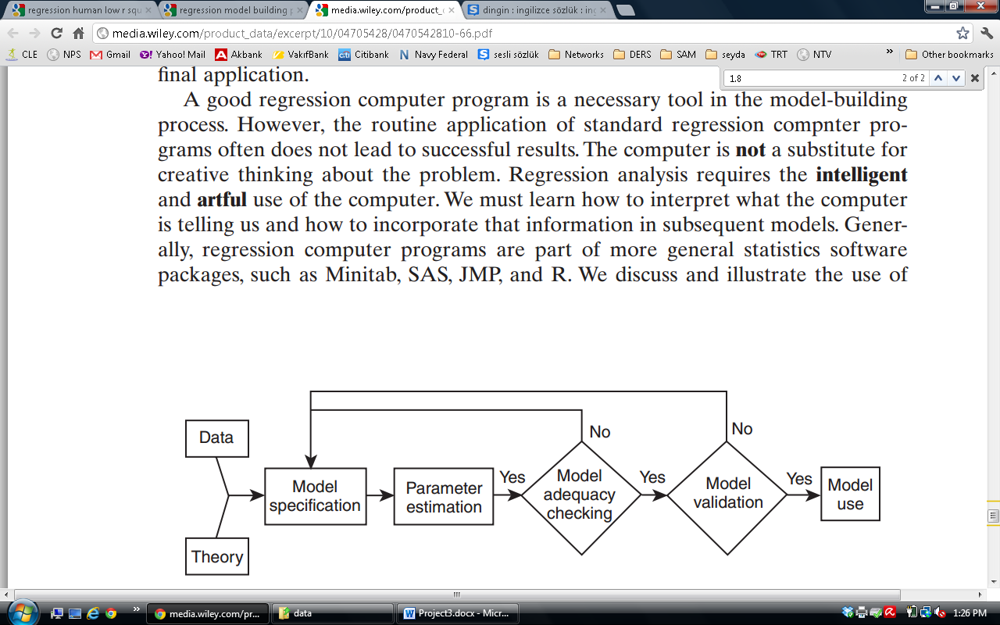 regression human low r squ
regression model building p
media.wiley.com/product_d
dingin : ingilizce sözlük : ing
media.wiley.com/product_data/excerpt/10/04705428/0470542810-66.pdf
CLE NPS Gmail Yahoo! Mail Akbank VakıfBank Citibank Navy Federal sesli sözlük Networks DERS SAM seyda TRT NTV » Other bookmarks
1.8 2 of 2
final application.
A good regression computer program is a necessary tool in the model-building
process. However, the routine application of standard regression compnter pro-
grams often does not lead to successful results. The computer is not a substitute for
creative thinking about the problem. Regression analysis requires the intelligent
and artful use of the computer. We must learn how to interpret what the computer
is telling us and how to incorporate that information in subsequent models. Gener-
ally, regression computer programs are part of more general statistics software
packages, such as Minitab, SAS, JMP, and R. We discuss and illustrate the use of
Data
Theory
Model
specification
Parameter
estimation
Yes
Model
adequacy
checking
No
Yes
Model
validation
No
Yes
Model
use
» media.wiley.com/pr... data Project3.docx - Micr... 1:26 PM